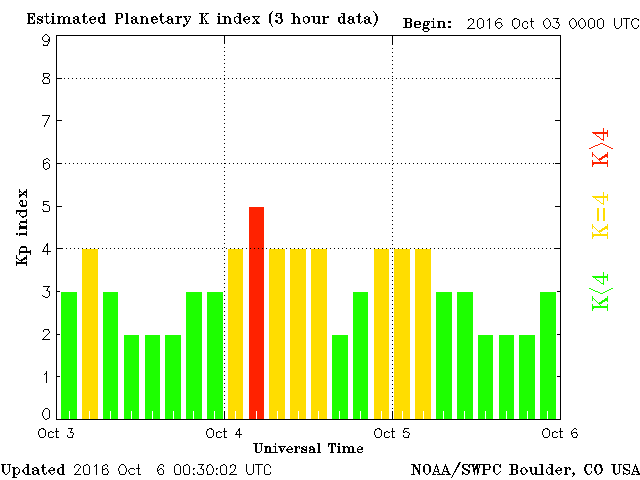 Estimated Planetary K index (3 hour data) Begin: 2016 Oct 03 0000 UTC
9
8
7
6
5
4
3
2
1
0
Kp index
K>4
K=4
K<4
Oct 3 Oct 4 Oct 5 Oct 6
Universal Time
Updated 2016 Oct 6 00:30:02 UTC NOAA/SWPC Boulder, CO USA